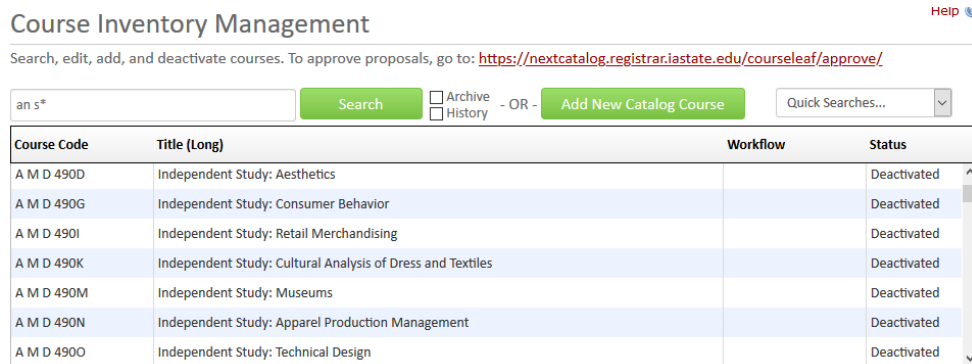 Help
Course Inventory Management
Search, edit, add, and deactivate courses. To approve proposals, go to: https://nextcatalog.registrar.iastate.edu/courseleaf/approve/
an s* Search Archive History - OR - Add New Catalog Course Quick Searches...
Course Code Title (Long) Workflow Status
A M D 490D Independent Study: Aesthetics Deactivated
A M D 490G Independent Study: Consumer Behavior Deactivated
A M D 490I Independent Study: Retail Merchandising Deactivated
A M D 490K Independent Study: Cultural Analysis of Dress and Textiles Deactivated
A M D 490M Independent Study: Museums Deactivated
A M D 490N Independent Study: Apparel Production Management Deactivated
A M D 490O Independent Study: Technical Design Deactivated